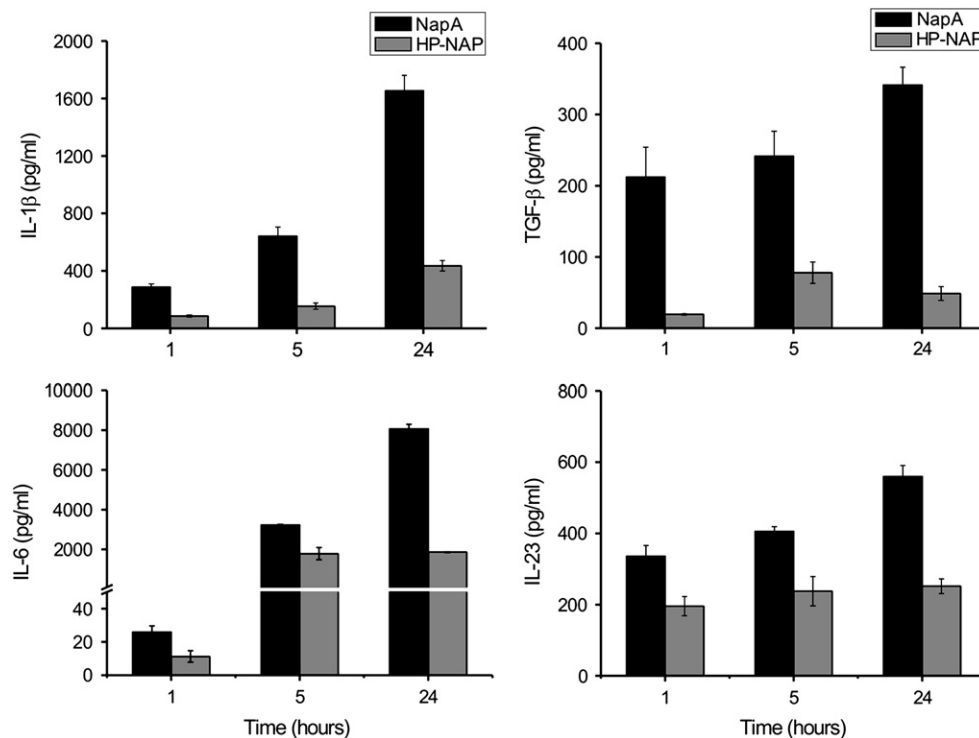 NapA
HP-NAP
IL-1β (pg/ml)
2000
1600
1200
800
400
0
1 5 24
NapA
HP-NAP
TGF-β (pg/ml)
400
300
200
100
0
1 5 24
IL-6 (pg/ml)
10000
8000
6000
4000
2000
40
20
0
1 5 24
Time (hours)
IL-23 (pg/ml)
800
600
400
200
0
1 5 24
Time (hours)